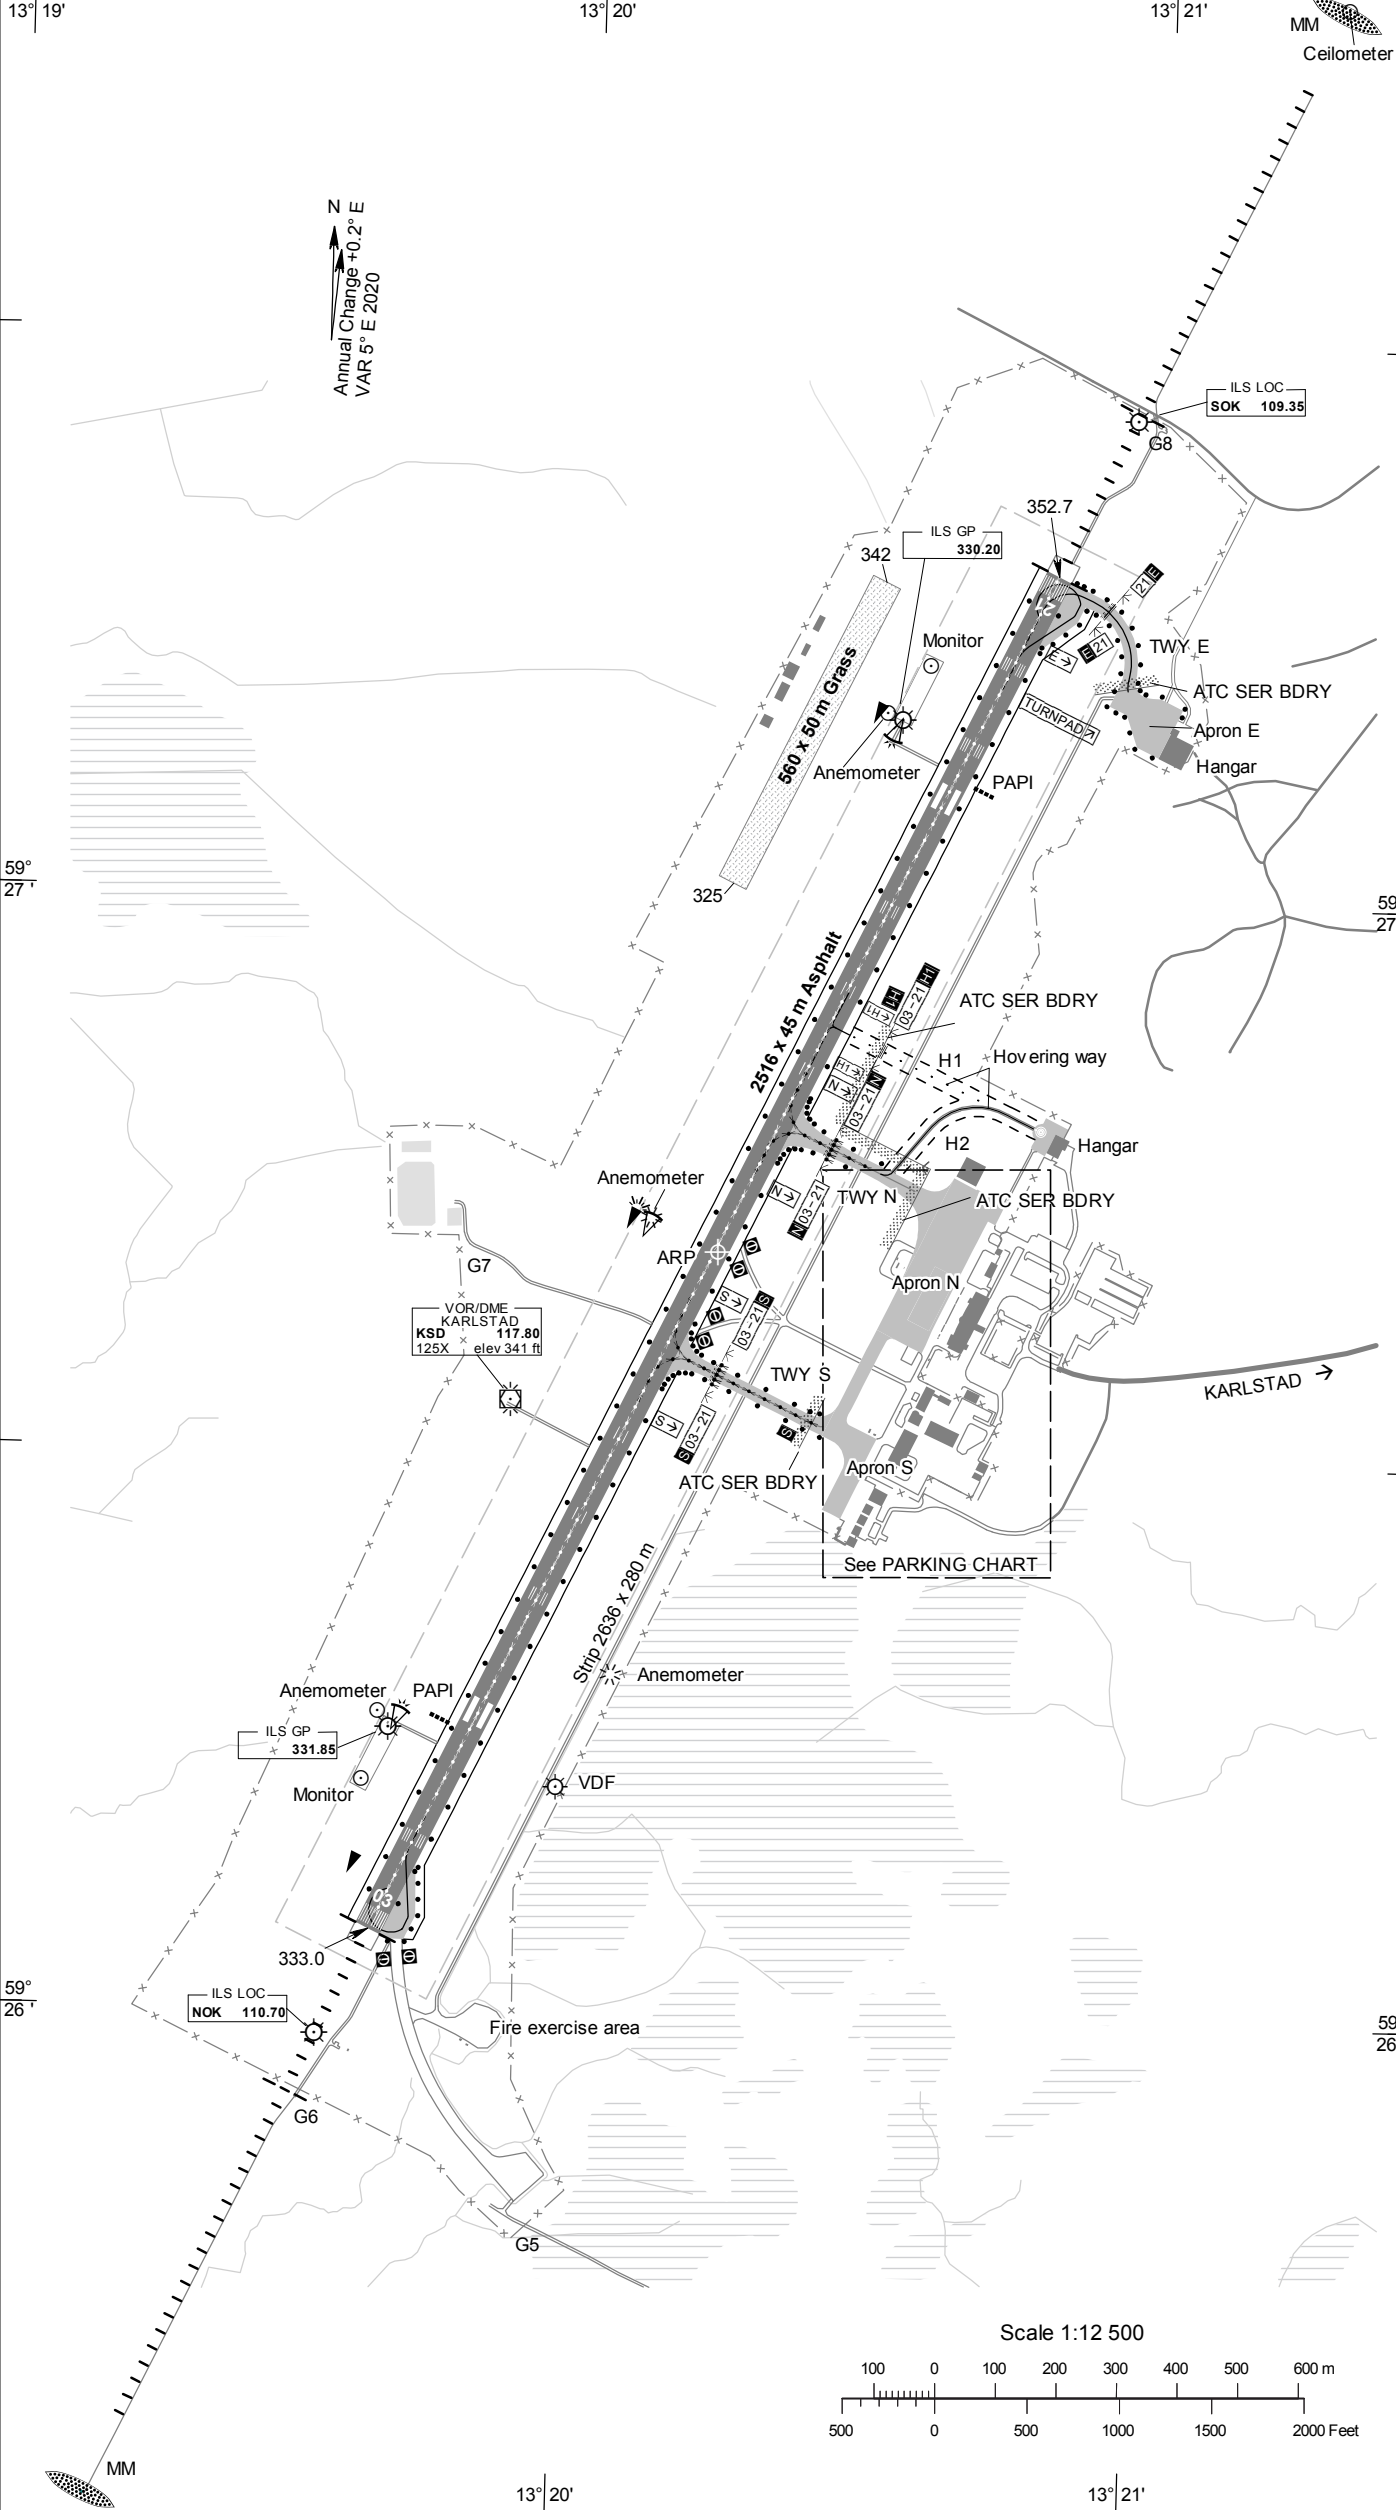 13° 19'
13° 20'
13° 21'
MM
Ceilometer
N
Annual Change +0.2° E
VAR 5° E 2020
ILS LOC
SOK 109.35
G8
352.7
ILS GP
330.20
342
21
E
21
E
21
E
TWY E
Monitor
560 x 50 m Grass
ATC SER BDRY
TURNPAD
Apron E
Hangar
Anemometer
PAPI
59°
27 '
59
27
325
2516 x 45 m Asphalt
H1
H1
03-21
H1
ATC SER BDRY
H1
N
03-21
N
H1
Hovering way
H2
Hangar
Anemometer
N
N
03-21
TWY N
ATC SER BDRY
ARP
G7
Apron N
S
03-21
S
VOR/DME
KARLSTAD
KSD 117.80
125X elev 341 ft
TWY S
KARLSTAD
S
S
03-21
S
Apron S
ATC SER BDRY
See PARKING CHART
Strip 2636 x 280 m
Anemometer
Anemometer
PAPI
ILS GP
331.85
VDF
Monitor
03
333.0
59°
26 '
ILS LOC
NOK 110.70
Fire exercise area
59
26
G6
G5
Scale 1:12 500
100 0 100 200 300 400 500 600 m
500 0 500 1000 1500 2000 Feet
MM
13° 20'
13° 21'